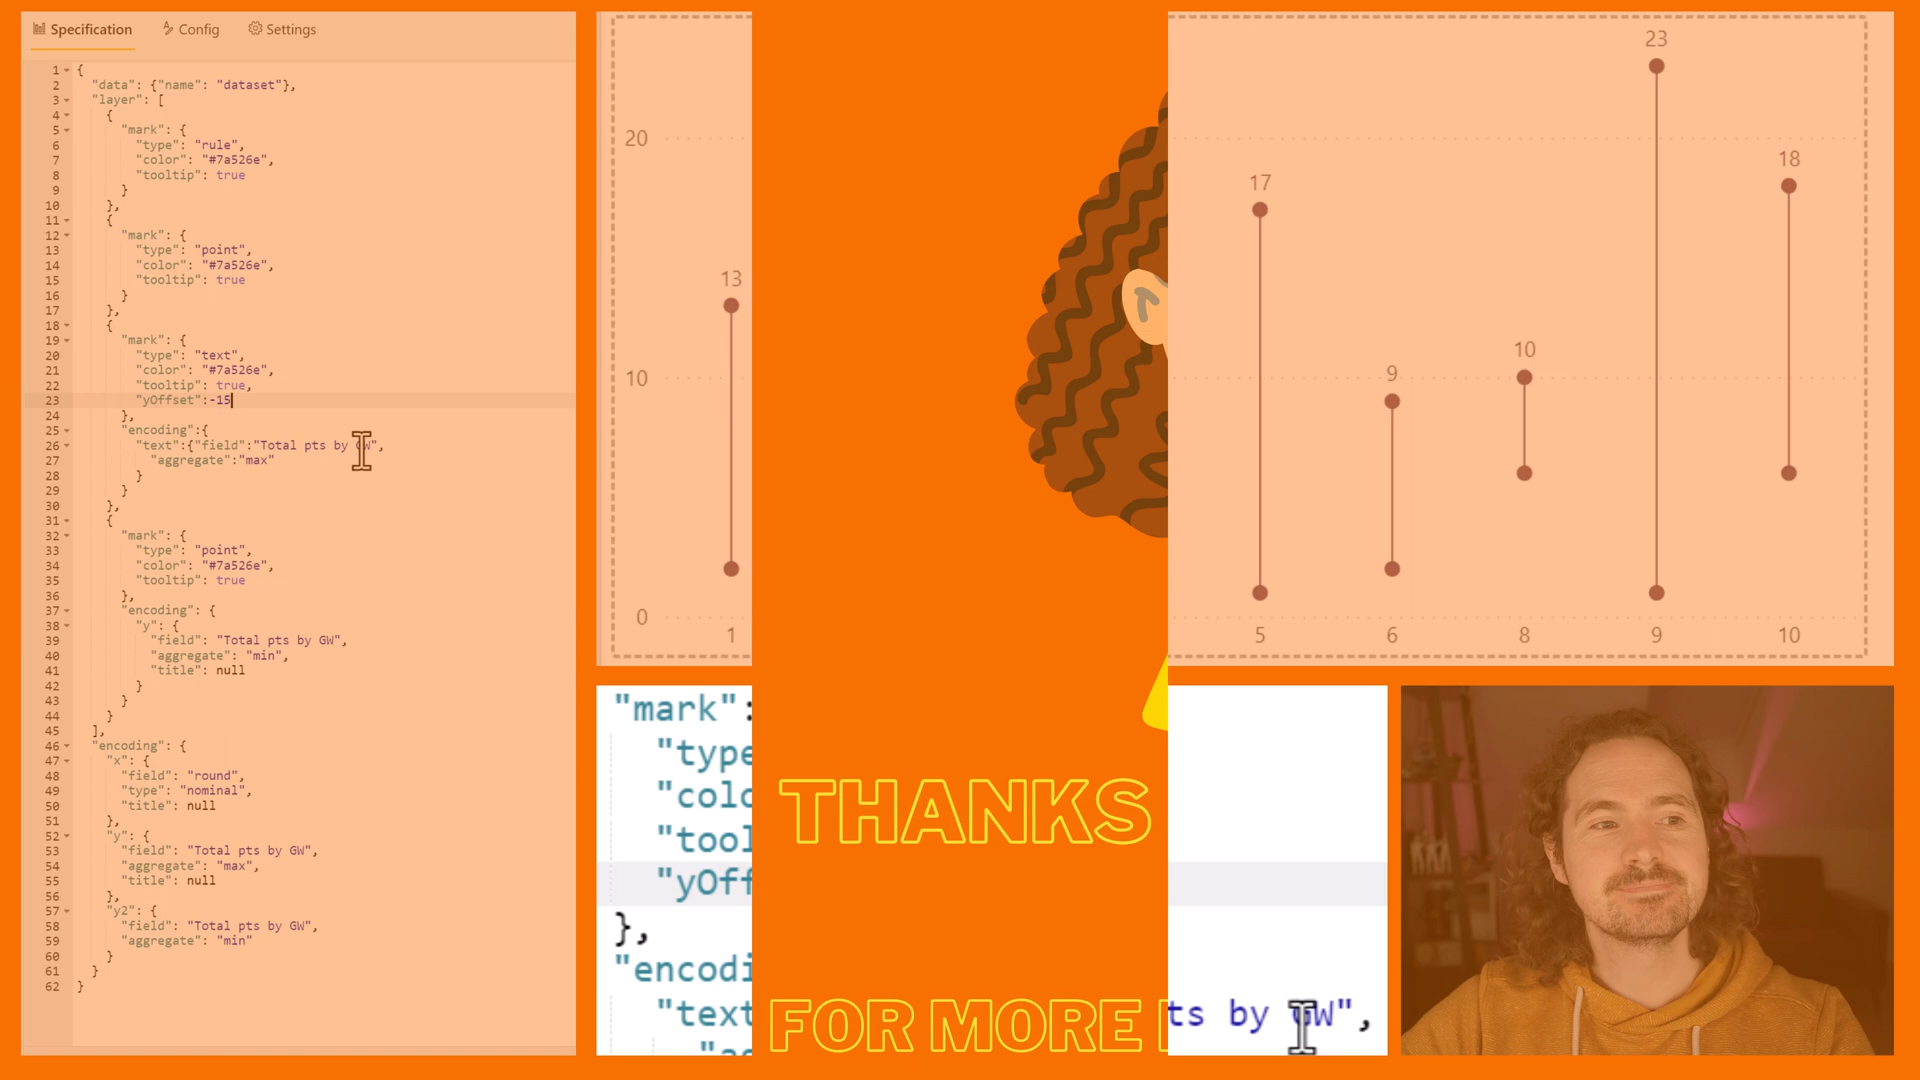 Specification Config Settings
1 {
2 "data": {"name": "dataset"},
3 "layer": [
4 {
5 "mark": {
6 "type": "rule",
7 "color": "#7a526e",
8 "tooltip": true
9 }
10 },
11 {
12 "mark": {
13 "type": "point",
14 "color": "#7a526e",
15 "tooltip": true
16 }
17 },
18 {
19 "mark": {
20 "type": "text",
21 "color": "#7a526e",
22 "tooltip": true,
23 "yOffset":-15
24 },
25 "encoding":{
26 "text":{"field":"Total pts by GW",
27 "aggregate":"max"
28 }
29 }
30 },
31 {
32 "mark": {
33 "type": "point",
34 "color": "#7a526e",
35 "tooltip": true
36 },
37 "encoding": {
38 "y": {
39 "field": "Total pts by GW",
40 "aggregate": "min",
41 "title": null
42 }
43 }
44 }
45 ],
46 "encoding": {
47 "x": {
48 "field": "round",
49 "type": "nominal",
50 "title": null
51 },
52 "y": {
53 "field": "Total pts by GW",
54 "aggregate": "max",
55 "title": null
56 },
57 "y2": {
58 "field": "Total pts by GW",
59 "aggregate": "min"
60 }
61 }
62 }
23
20
18
17
13
10
9
10
0
1 5 6 8 9 10
"mark":
"type
"colo
"tool
"yOff
},
"encodi
"text
ts by GW",
THANKS
FOR MORE